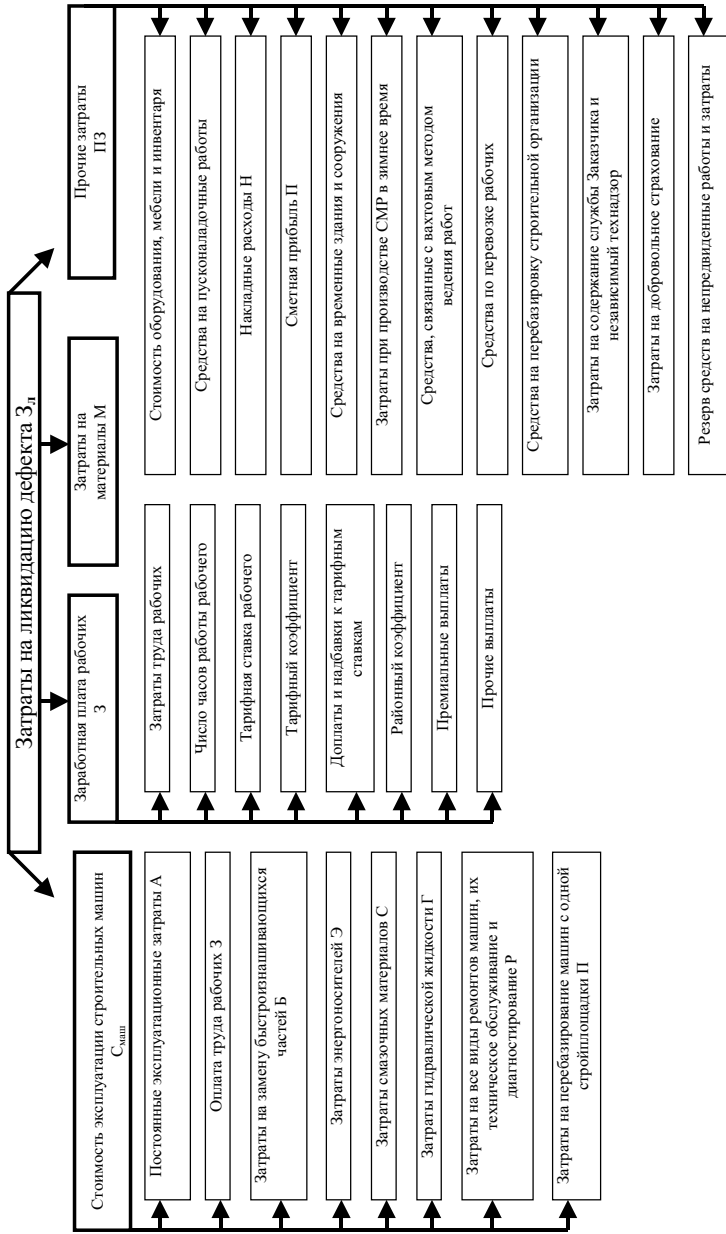 Затраты на ликвидацию дефекта Зл
Стоимость эксплуатации строительных машин
Смаш
Постоянные эксплуатационные затраты А
Оплата труда рабочих З
Затраты на замену быстроизнашивающихся
частей Б
Затраты энергоносителей Э
Затраты смазочных материалов С
Затраты гидравлической жидкости Г
Затраты на все виды ремонтов машин, их
техническое обслуживание и
диагностирование Р
Затраты на перебазирование машин с одной
стройплощадки П
Заработная плата рабочих
З
Затраты труда рабочих
Число часов работы рабочего
Тарифная ставка рабочего
Тарифный коэффициент
Доплаты и надбавки к тарифным
ставкам
Районный коэффициент
Премиальные выплаты
Прочие выплаты
Затраты на
материалы М
Прочие затраты
ПЗ
Стоимость оборудования, мебели и инвентаря
Средства на пусконаладочные работы
Накладные расходы Н
Сметная прибыль П
Средства на временные здания и сооружения
Затраты при производстве СМР в зимнее время
Средства, связанные с вахтовым методом
ведения работ
Средства по перевозке рабочих
Средства на перебазировку строительной организации
Затраты на содержание службы Заказчика и
независимый технадзор
Затраты на добровольное страхование
Резерв средств на непредвиденные работы и затраты